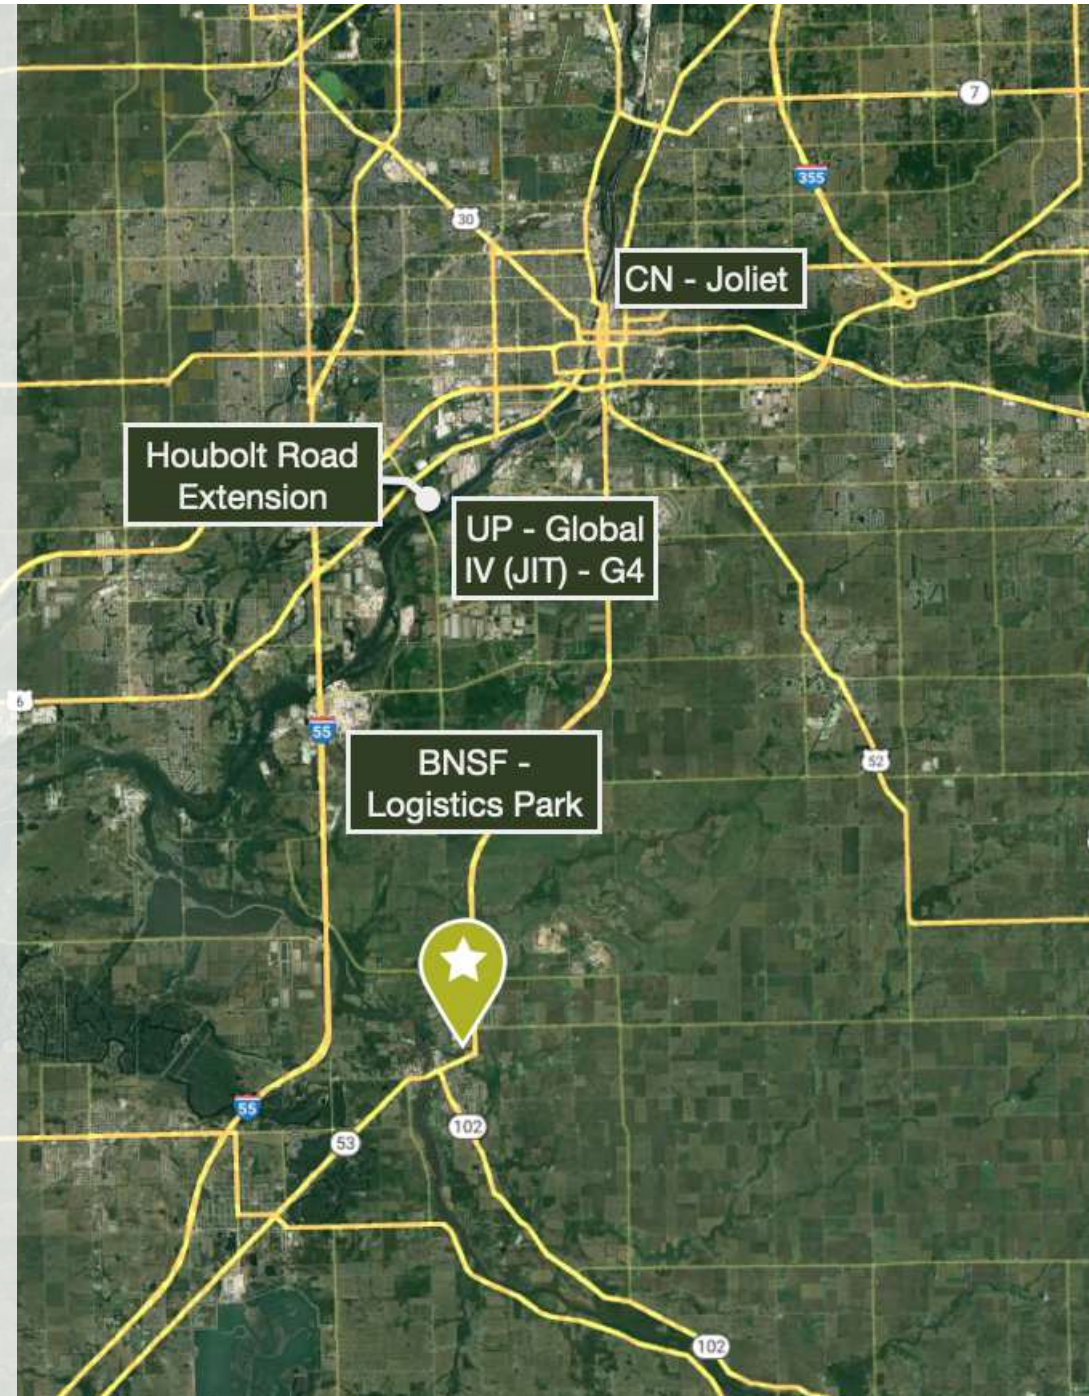 7
355
30
CN - Joliet
Houbolt Road
Extension
UP - Global
IV (JIT) - G4
6
55
BNSF -
Logistics Park
52
55
102
53
102